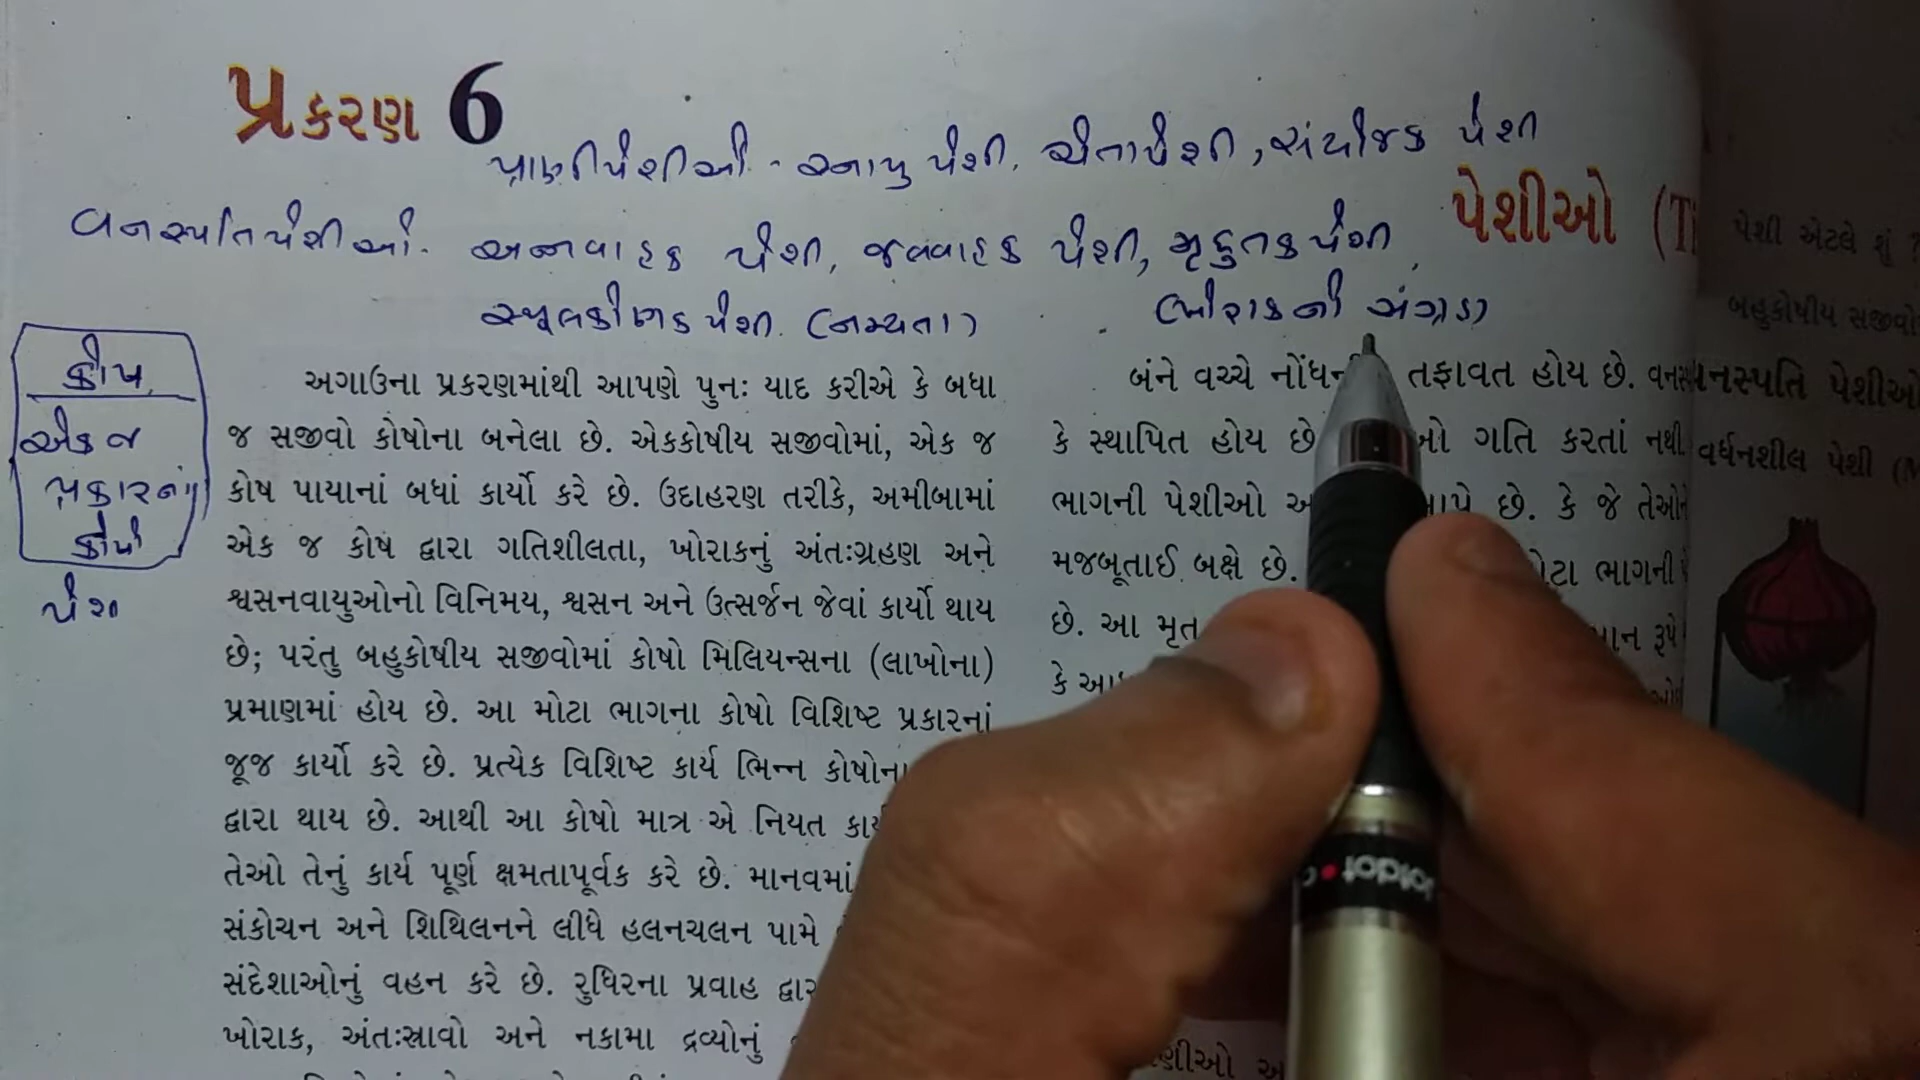 પ્રકરણ 6
પ્રાણીપેશીઓ - સ્નાયુ પેશી, ચેતાપેશી, સંયોજક પેશી
પેશીઓ (Ti
વનસ્પતિપેશીઓ - અન્નવાહક પેશી, જલવાહક પેશી, મૃદુતક પેશી,
સ્થૂલકોણક પેશી. (નમ્યતા) (ખોરાકનો સંગ્રહ)
કોષ
એક જ
પ્રકારના
કોષો
પેશી
અગાઉના પ્રકરણમાંથી આપણે પુનઃ યાદ કરીએ કે બધા
જ સજીવો કોષોના બનેલા છે. એકકોષીય સજીવોમાં, એક જ
કોષ પાયાનાં બધાં કાર્યો કરે છે. ઉદાહરણ તરીકે, અમીબામાં
એક જ કોષ દ્વારા ગતિશીલતા, ખોરાકનું અંતઃગ્રહણ અને
શ્વસનવાયુઓનો વિનિમય, શ્વસન અને ઉત્સર્જન જેવાં કાર્યો થાય
છે; પરંતુ બહુકોષીય સજીવોમાં કોષો મિલિયન્સના (લાખોના)
પ્રમાણમાં હોય છે. આ મોટા ભાગના કોષો વિશિષ્ટ પ્રકારનાં
જૂજ કાર્યો કરે છે. પ્રત્યેક વિશિષ્ટ કાર્ય ભિન્ન કોષોના
દ્વારા થાય છે. આથી આ કોષો માત્ર એ નિયત
તેઓ તેનું કાર્ય પૂર્ણ ક્ષમતાપૂર્વક કરે છે. માનવમાં
સંકોચન અને શિથિલનને લીધે હલનચલન પામે
સંદેશાઓનું વહન કરે છે. રુધિરના પ્રવાહ
ખોરાક, અંતઃસ્રાવો અને નકામા દ્રવ્યોનું
બંને વચ્ચે તફાવત હોય છે.
કે સ્થાપિત હોય છે ગતિ કરતાં નથી
ભાગની પેશીઓ છે. કે જે
મજબૂતાઈ બક્ષે છે. ભાગની
છે. આ મૃત રૂપે
કે
પેશી એટલે શું ?
બહુકોષીય
વનસ્પતિ પેશીઓ
વર્ધનશીલ પેશી (M